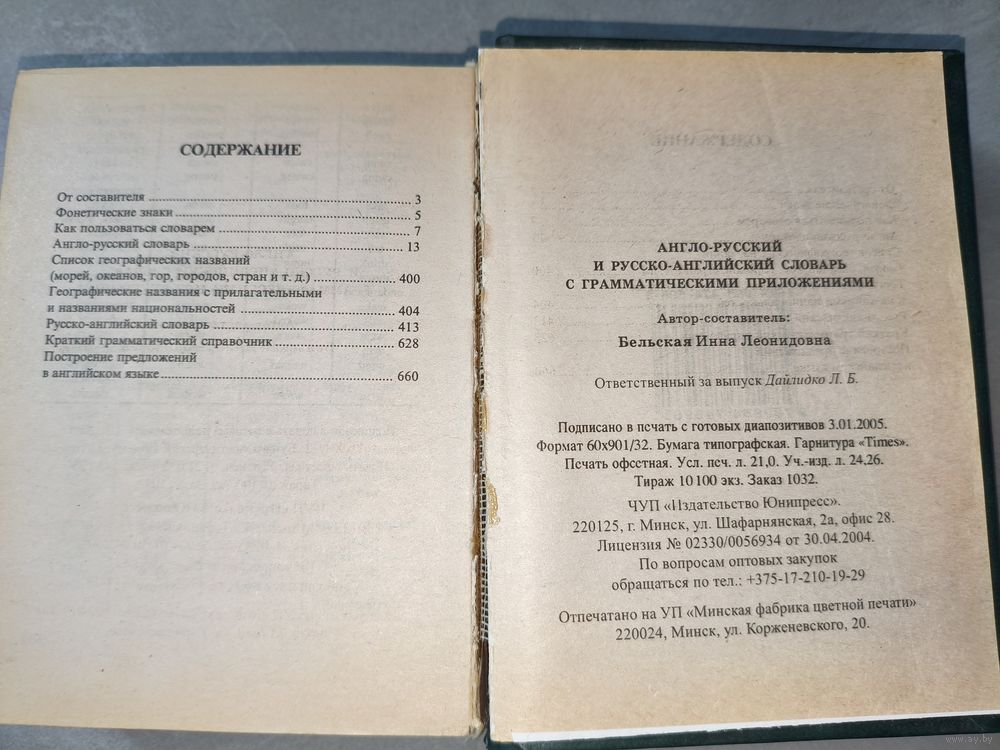 СОДЕРЖАНИЕ
От составителя ........ 3
Фонетические знаки ........ 5
Как пользоваться словарем ........ 7
Англо-русский словарь ........ 13
Список географических названий
(морей, океанов, гор, городов, стран и т. д.) ........ 400
Географические названия с прилагательными
и названиями национальностей ........ 404
Русско-английский словарь ........ 413
Краткий грамматический справочник ........ 628
Построение предложений
в английском языке ........ 660
АНГЛО-РУССКИЙ
И РУССКО-АНГЛИЙСКИЙ СЛОВАРЬ
С ГРАММАТИЧЕСКИМИ ПРИЛОЖЕНИЯМИ
Автор-составитель:
Бельская Инна Леонидовна
Ответственный за выпуск Дайлидко Л. Б.
Подписано в печать с готовых диапозитивов 3.01.2005.
Формат 60х901/32. Бумага типографская. Гарнитура «Times».
Печать офсетная. Усл. печ. л. 21,0. Уч.-изд. л. 24,26.
Тираж 10 100 экз. Заказ 1032.
ЧУП «Издательство Юнипресс».
220125, г. Минск, ул. Шафарнянская, 2а, офис 28.
Лицензия № 02330/0056934 от 30.04.2004.
По вопросам оптовых закупок
обращаться по тел.: +375-17-210-19-29
Отпечатано на УП «Минская фабрика цветной печати»
220024, Минск, ул. Корженевского, 20.
www.ay.by